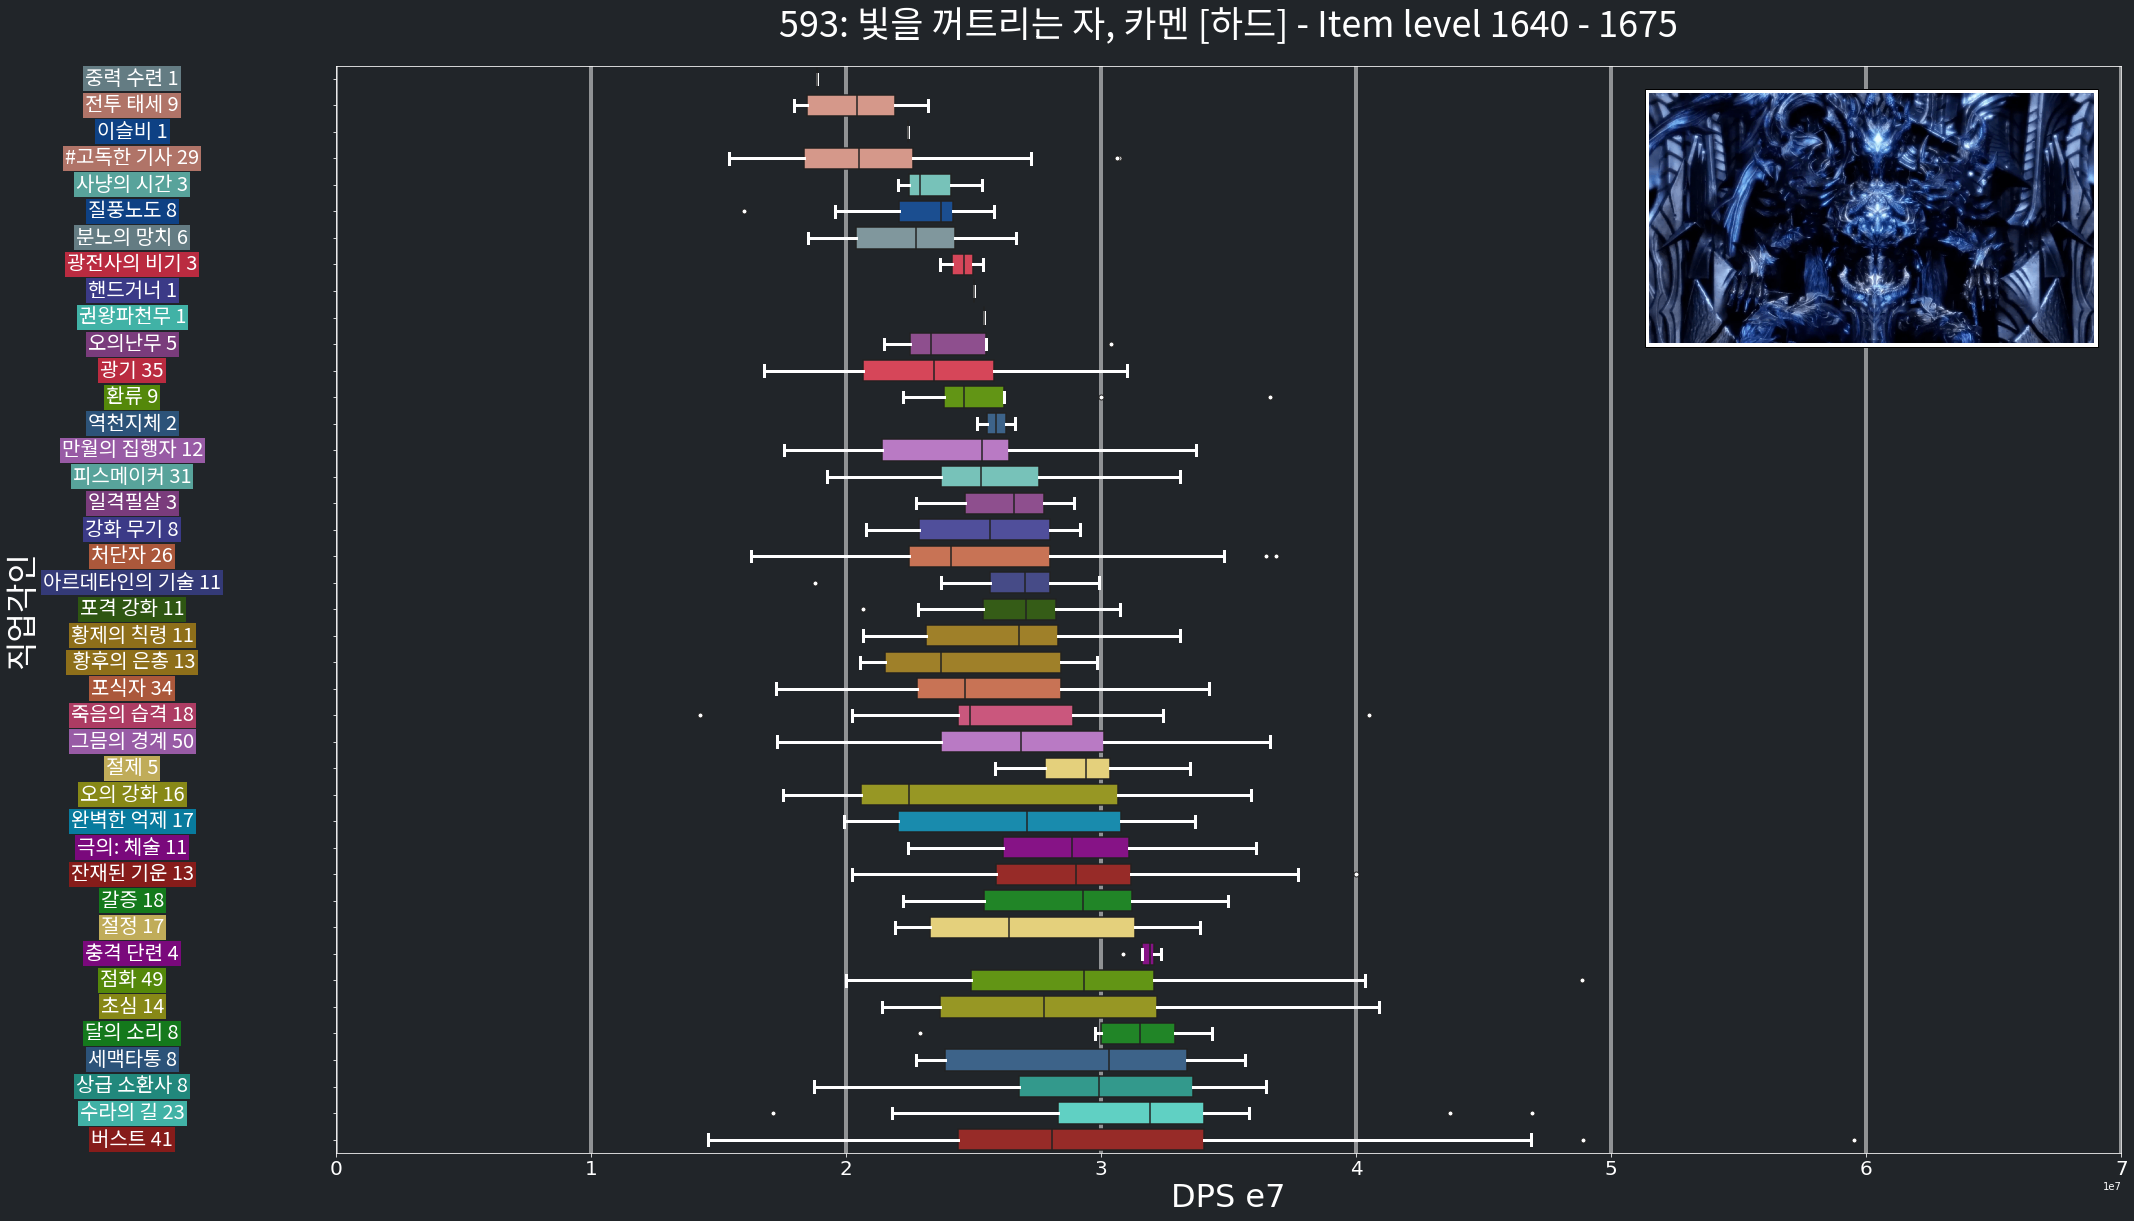 593: 빛을 꺼트리는 자, 카멘 [하드] - Item level 1640 - 1675
중력 수련 1
전투 태세 9
이슬비 1
#고독한 기사 29
사냥의 시간 3
질풍노도 8
분노의 망치 6
광전사의 비기 3
핸드거너 1
권왕파천무 1
오의난무 5
광기 35
환류 9
역천지체 2
만월의 집행자 12
피스메이커 31
일격필살 3
강화 무기 8
처단자 26
아르데타인의 기술 11
포격 강화 11
황제의 칙령 11
황후의 은총 13
포식자 34
죽음의 습격 18
그믐의 경계 50
절제 5
오의 강화 16
완벽한 억제 17
극의: 체술 11
잔재된 기운 13
갈증 18
절정 17
충격 단련 4
점화 49
초심 14
달의 소리 8
세맥타통 8
상급 소환사 8
수라의 길 23
버스트 41
직업각인
0 1 2 3 4 5 6 7
1e7
DPS e7